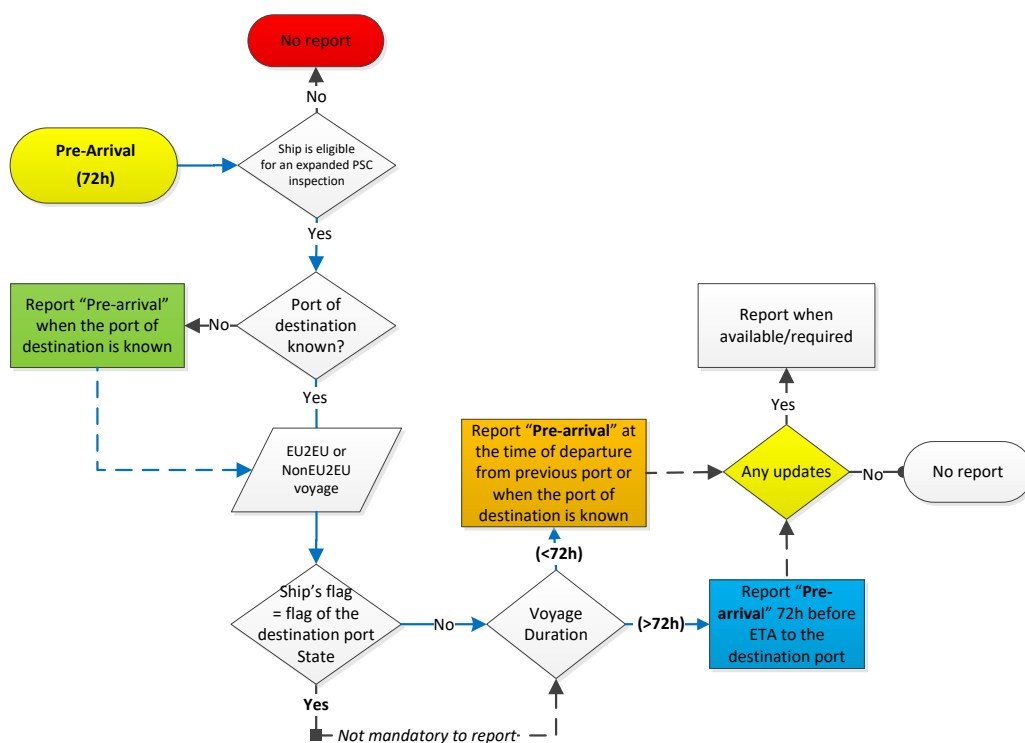 No report
No
Pre-Arrival
(72h)
Ship is eligible
for an expanded PSC
inspection
Yes
Report “Pre-arrival”
when the port of
destination is known
No
Port of
destination
known?
Yes
Report when
available/required
Yes
EU2EU or
NonEU2EU
voyage
Report “Pre-arrival” at
the time of departure
from previous port or
when the port of
destination is known
Any updates
No
No report
(<72h)
Ship’s flag
= flag of the
destination port
State
No
Voyage
Duration
(>72h)
Report “Pre-
arrival” 72h before
ETA to the
destination port
Yes
Not mandatory to report